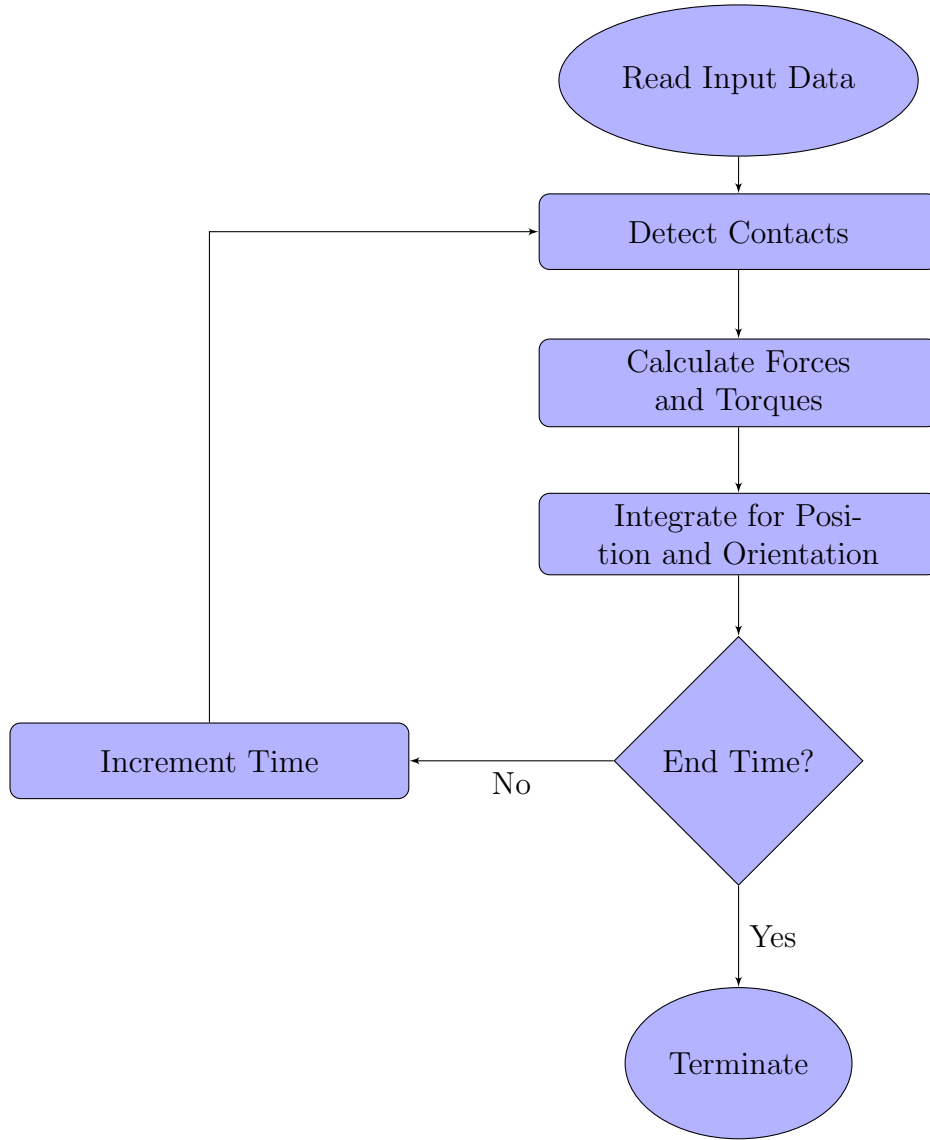 Read Input Data
Detect Contacts
Calculate Forces
and Torques
Integrate for Posi-
tion and Orientation
End Time?
No
Increment Time
Yes
Terminate